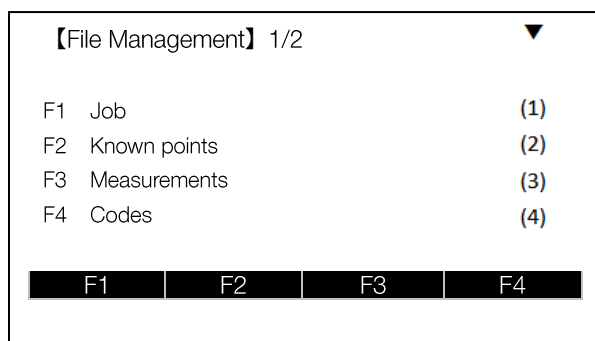 【File Management】 1/2 ▼
F1 Job (1)
F2 Known points (2)
F3 Measurements (3)
F4 Codes (4)
F1 F2 F3 F4